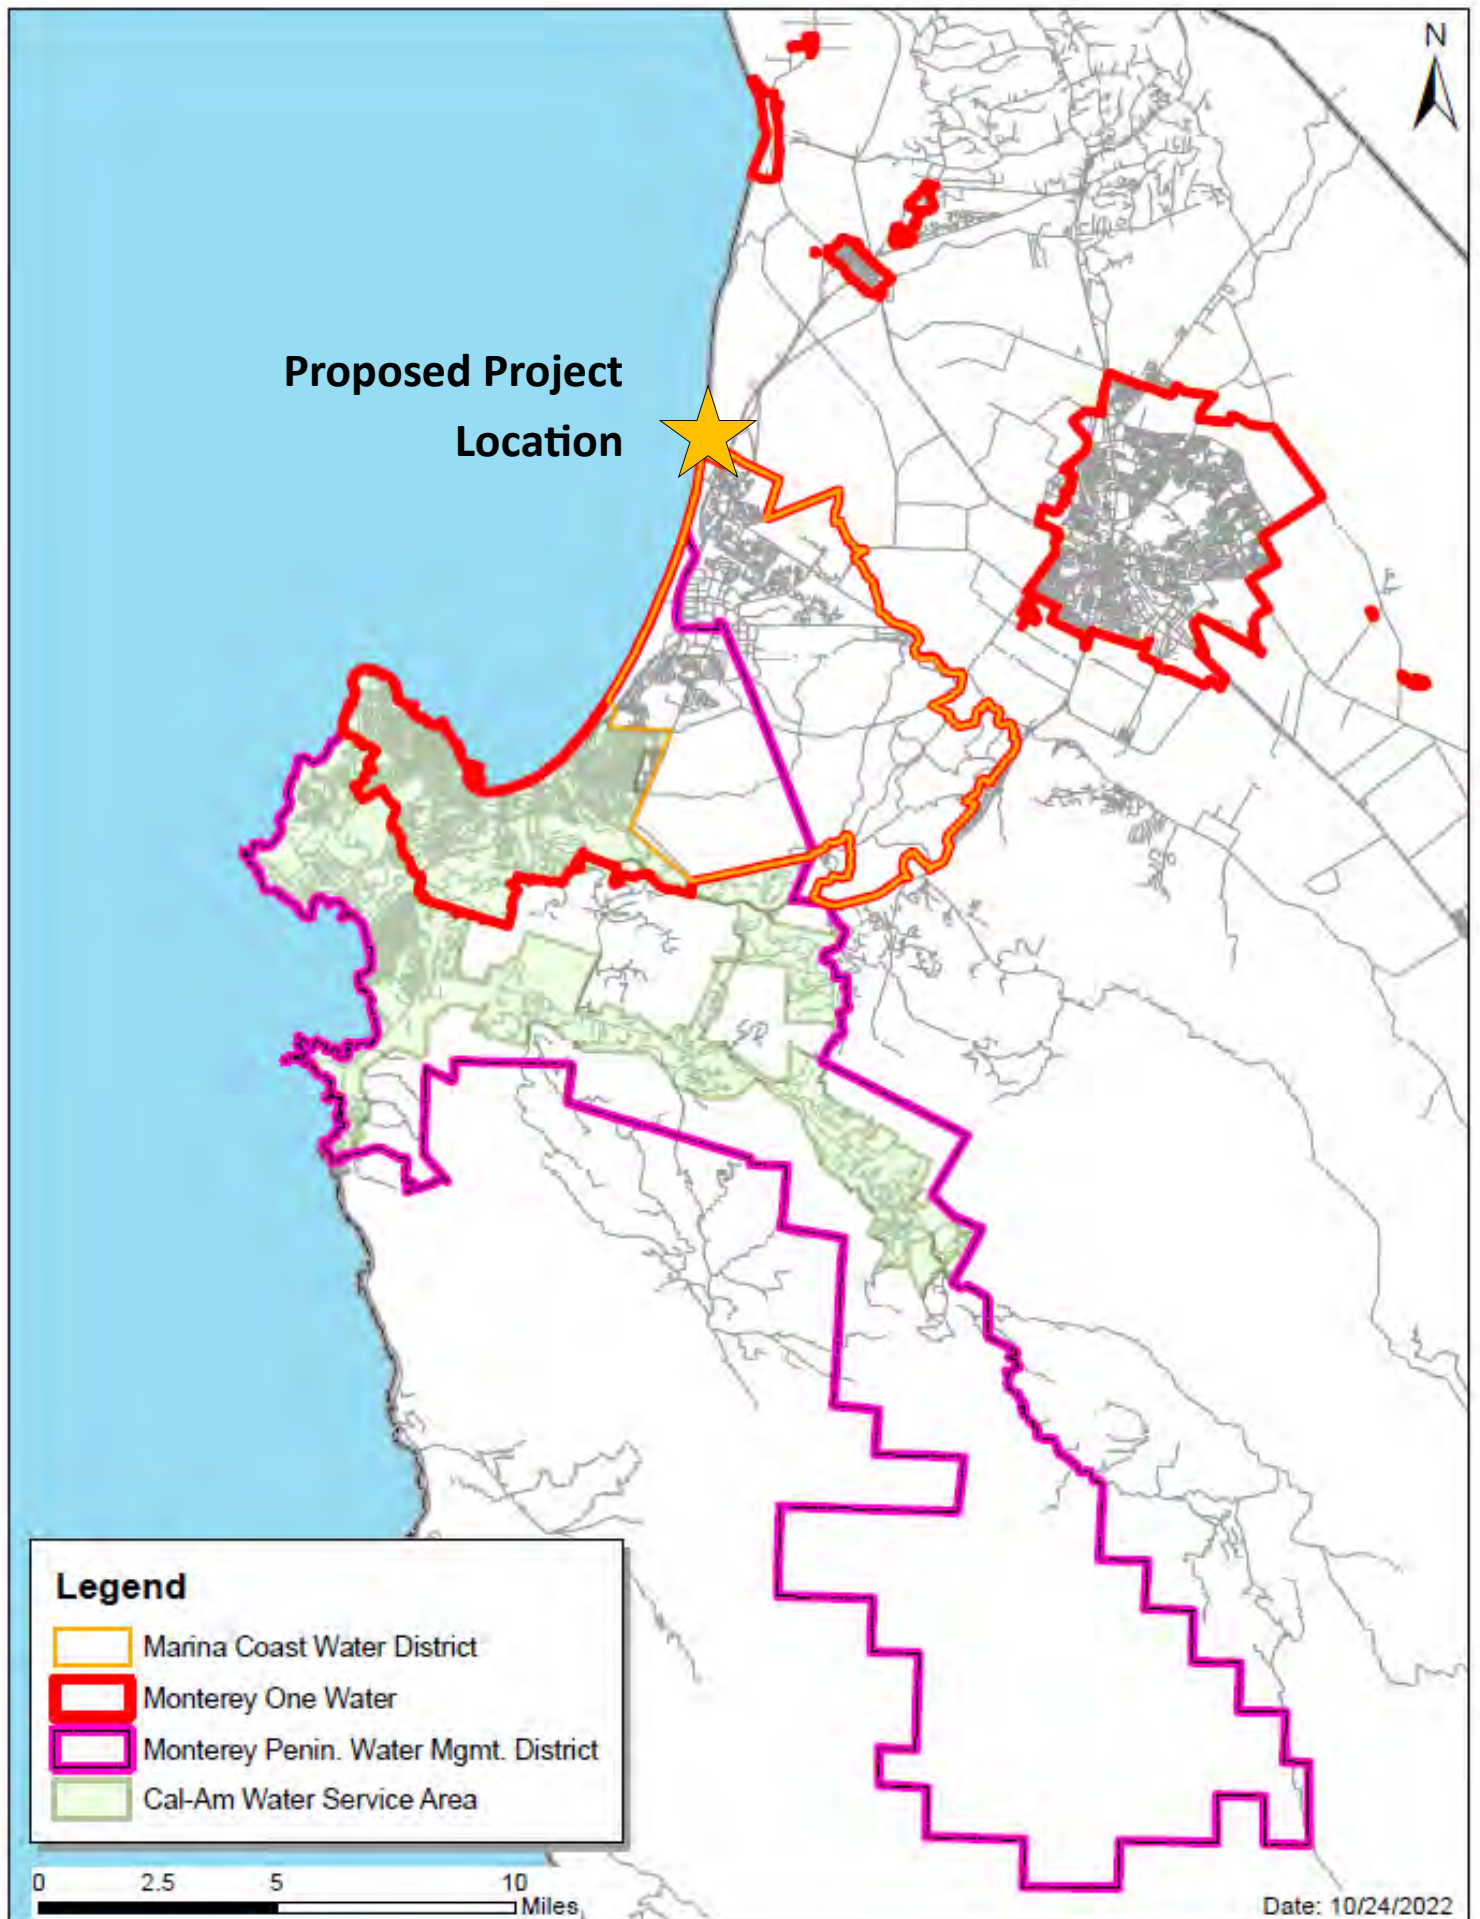 N
Proposed Project
Location
Legend
Marina Coast Water District
Monterey One Water
Monterey Penin. Water Mgmt. District
Cal-Am Water Service Area
0 2.5 5 10
Miles
Date: 10/24/2022